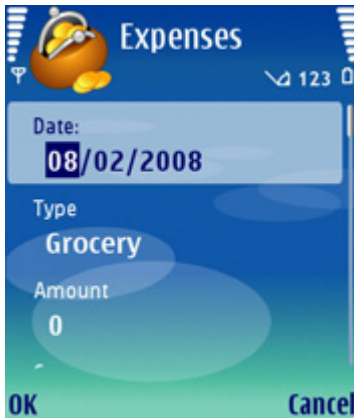 Expenses
123
Date:
08/02/2008
Type
Grocery
Amount
0
OK Cancel